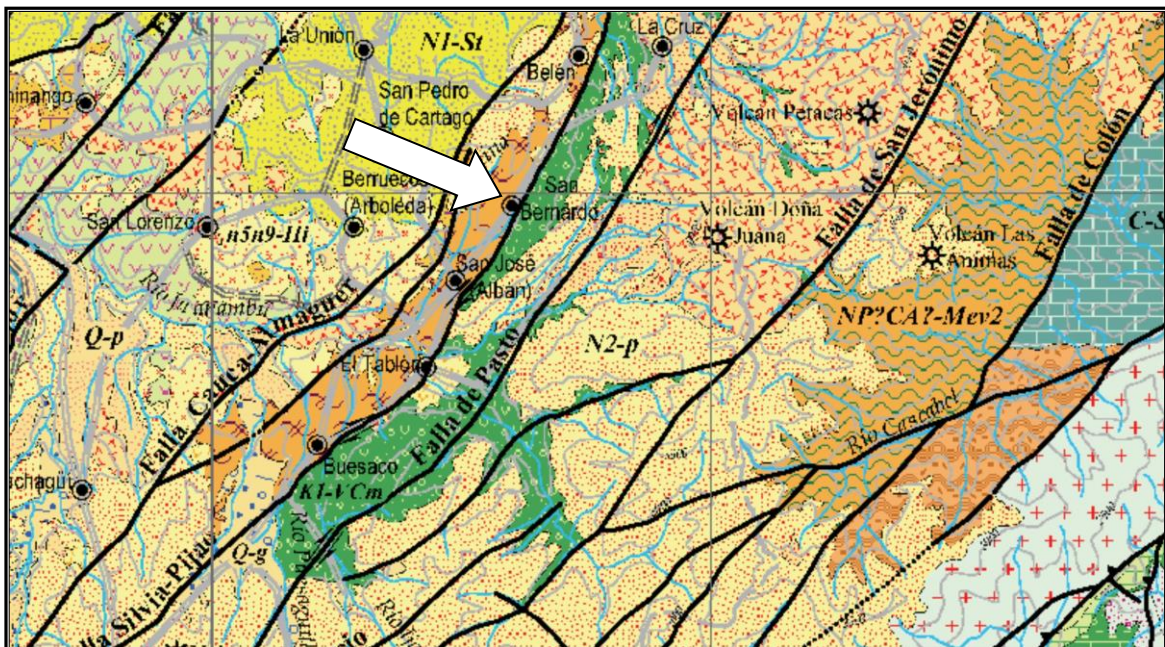 La Unión
N1-St
Belén
La Cruz
San Pedro
de Cartago
Volcán Petacas
Falla de San Jerónimo
Falla de Colón
Berruecos
(Arboleda)
San
Bernardo
San Lorenzo
n5n9-Hi
Volcán Doña
Juana
Volcán Las
Animas
C-S
San José
(Albán)
Q-p
Falla Cauca-Almaguer
El Tablón
Falla de Pasto
N2-p
NP?CA?-Mev2
Río Cascabel
Buesaco
K1-VCm
Q-g
Silvia-Pijao